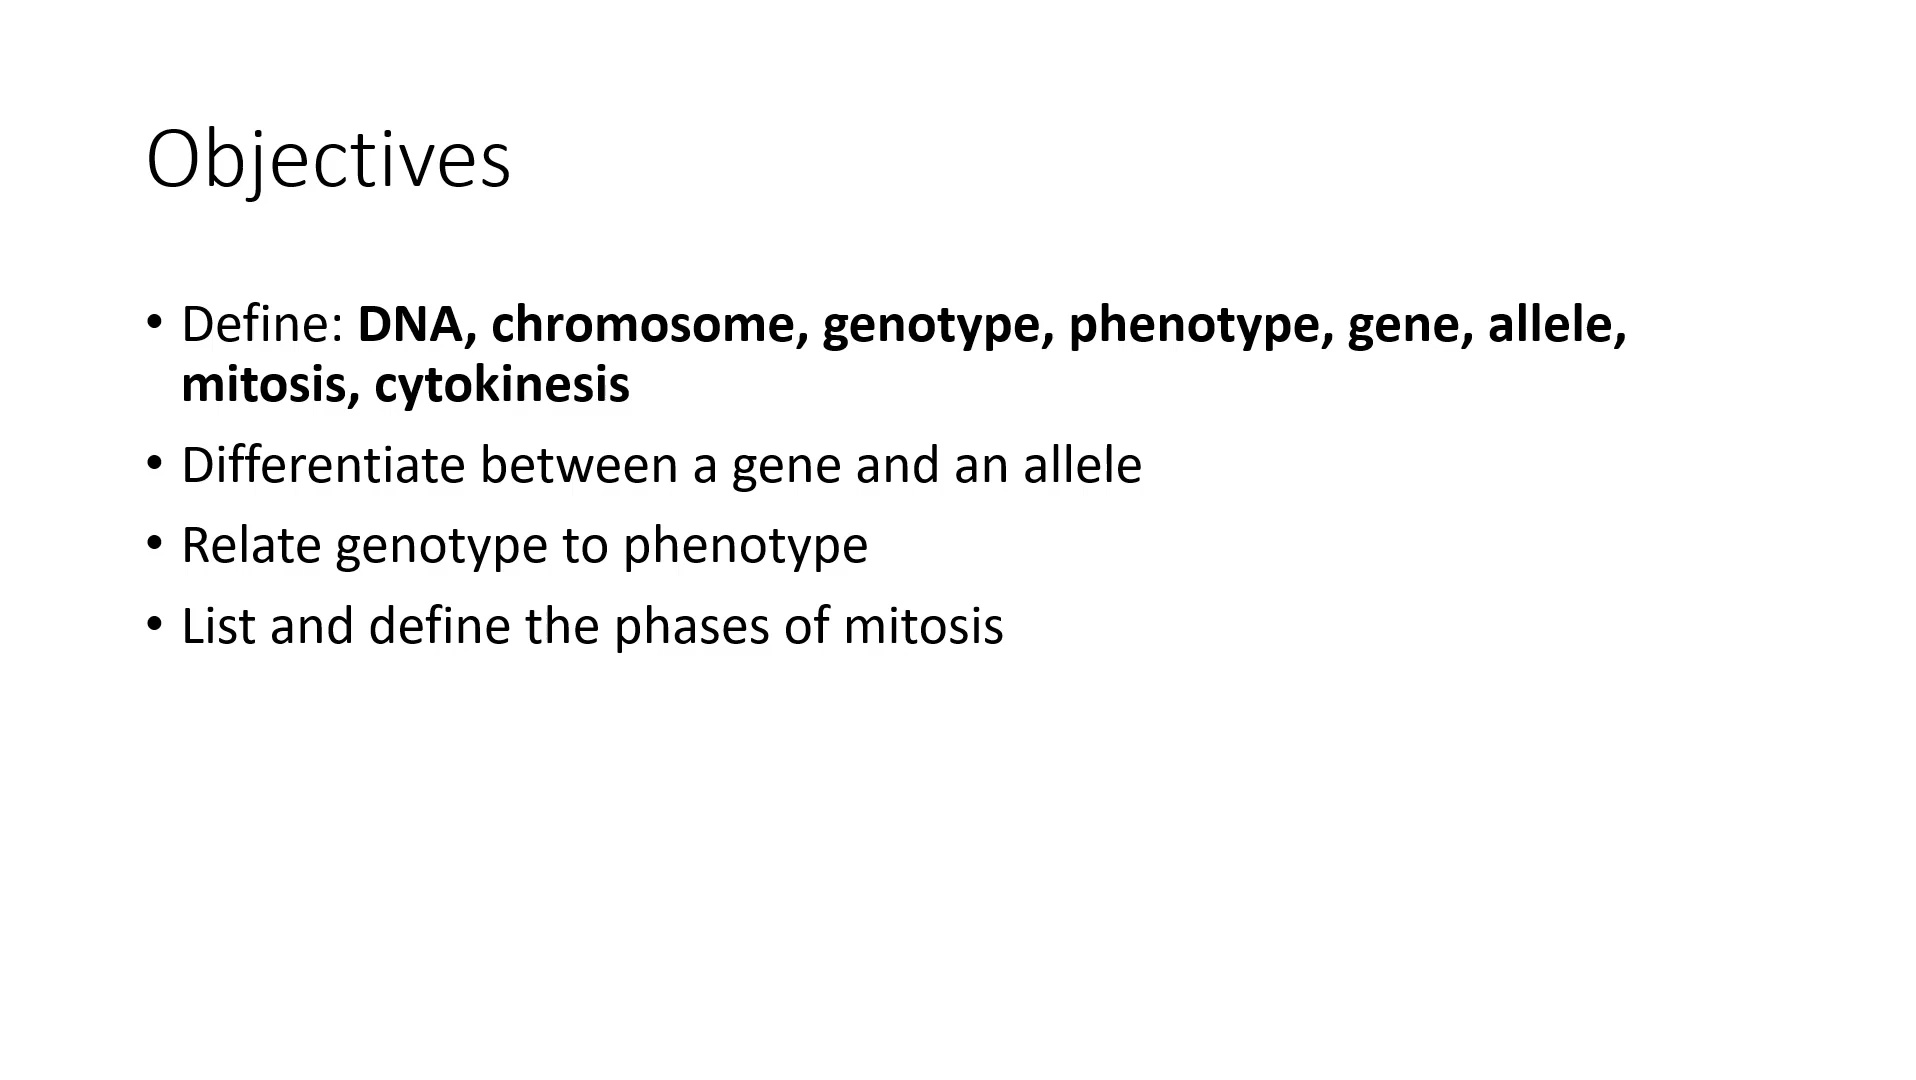 Objectives
• Define: DNA, chromosome, genotype, phenotype, gene, allele,
mitosis, cytokinesis
• Differentiate between a gene and an allele
• Relate genotype to phenotype
• List and define the phases of mitosis